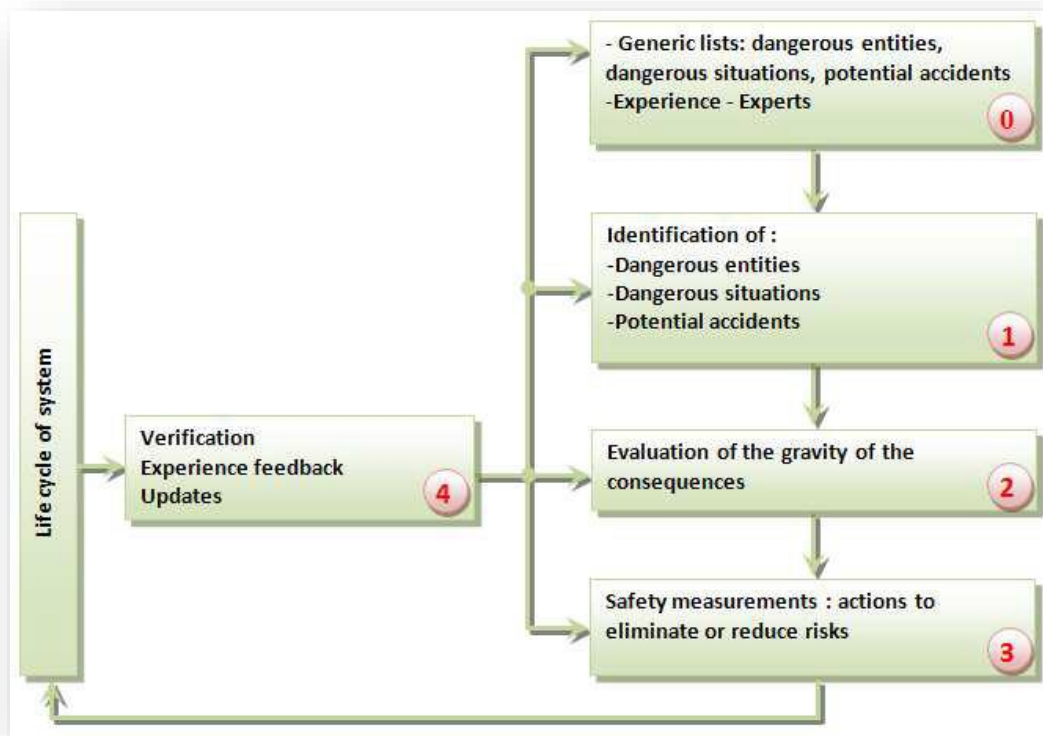 - Generic lists: dangerous entities,
dangerous situations, potential accidents
-Experience - Experts
0
Identification of :
-Dangerous entities
-Dangerous situations
-Potential accidents
1
Life cycle of system
Verification
Experience feedback
Updates
4
Evaluation of the gravity of the
consequences
2
Safety measurements : actions to
eliminate or reduce risks
3